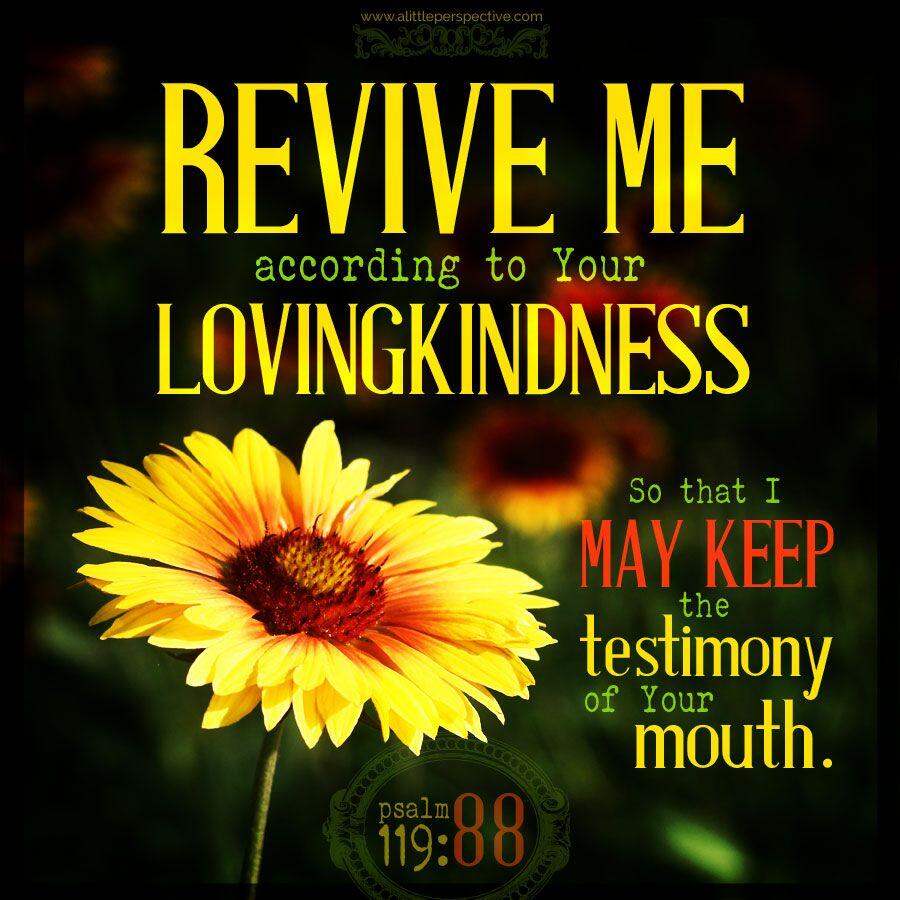 www.alittleperspective.com
REVIVE ME
according to Your
LOVINGKINDNESS
So that I
MAY KEEP
the
testimony
of Your
mouth.
psalm
119:88